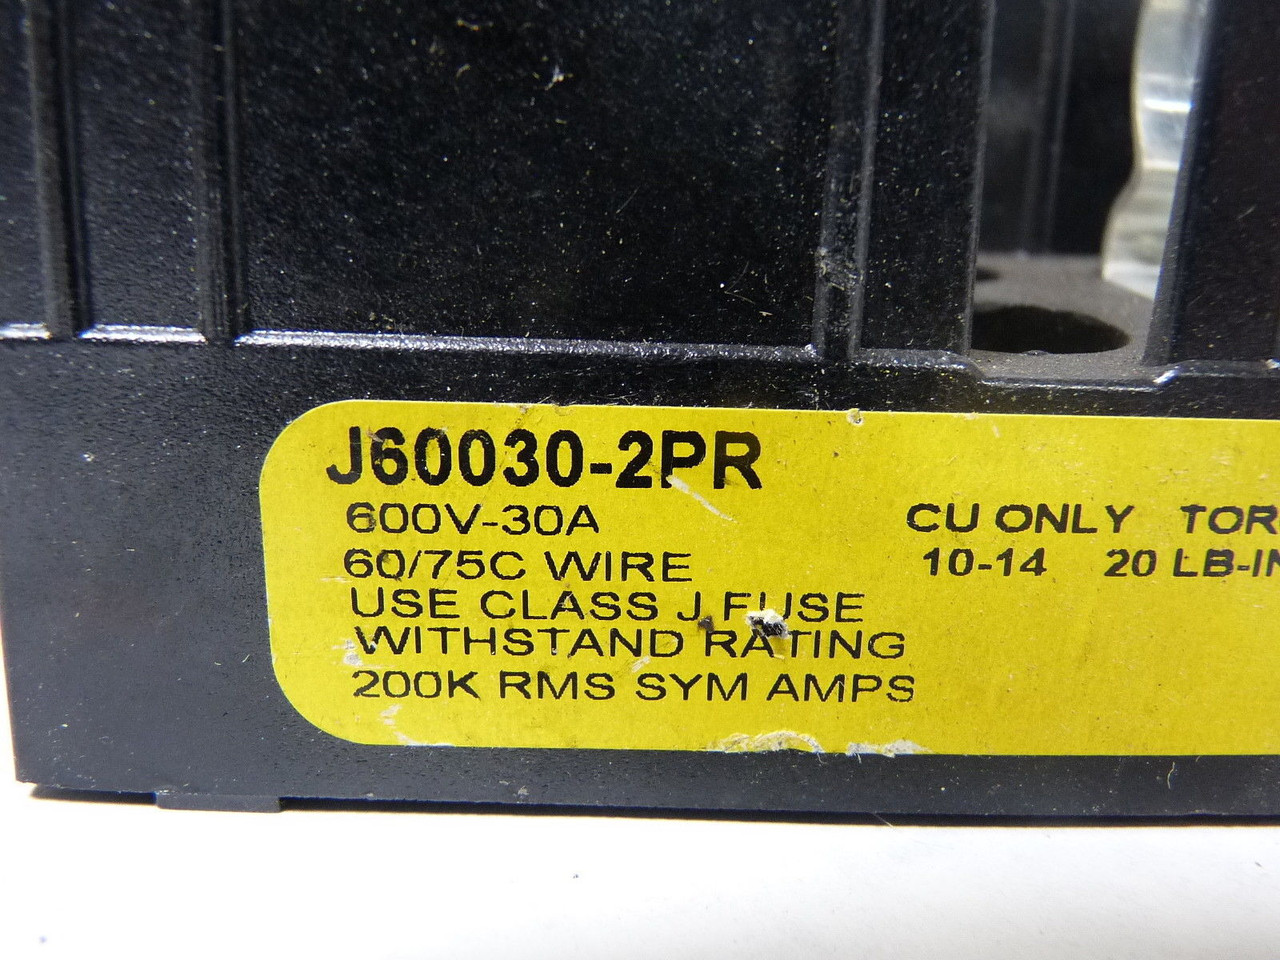 J60030-2PR
600V-30A
60/75C WIRE
USE CLASS J FUSE
WITHSTAND RATING
200K RMS SYM AMPS
CU ONLY TOR
10-14 20 LB-IN